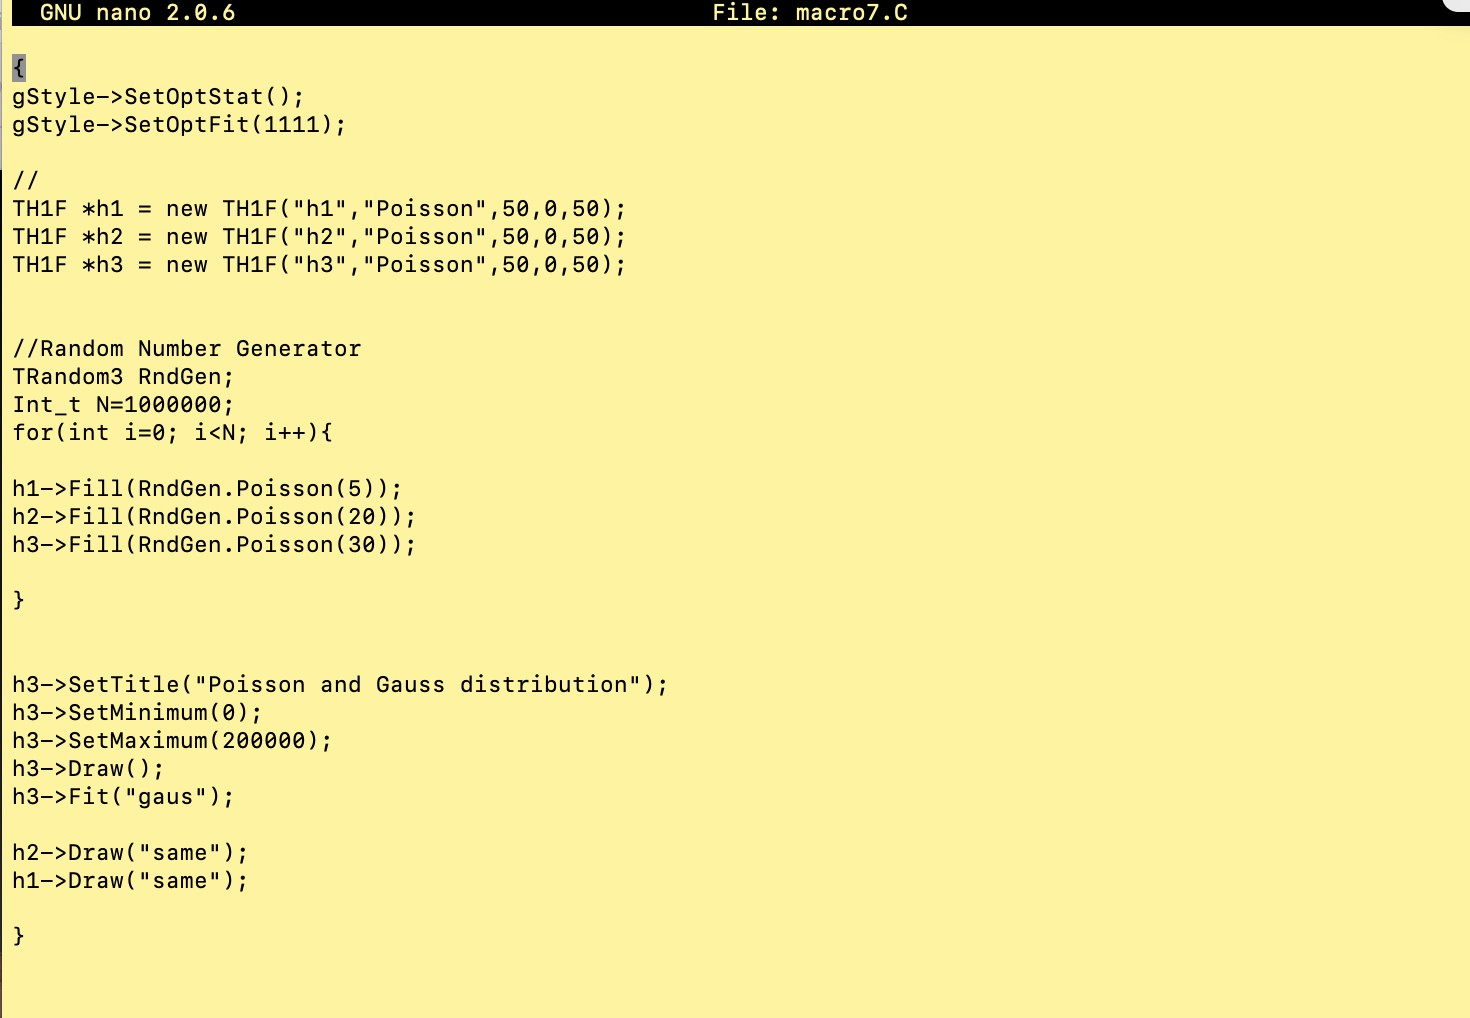 GNU nano 2.0.6 File: macro7.C
{
gStyle->SetOptStat();
gStyle->SetOptFit(1111);
//
TH1F *h1 = new TH1F("h1","Poisson",50,0,50);
TH1F *h2 = new TH1F("h2","Poisson",50,0,50);
TH1F *h3 = new TH1F("h3","Poisson",50,0,50);
//Random Number Generator
TRandom3 RndGen;
Int_t N=1000000;
for(int i=0; i<N; i++){
h1->Fill(RndGen.Poisson(5));
h2->Fill(RndGen.Poisson(20));
h3->Fill(RndGen.Poisson(30));
}
h3->SetTitle("Poisson and Gauss distribution");
h3->SetMinimum(0);
h3->SetMaximum(200000);
h3->Draw();
h3->Fit("gaus");
h2->Draw("same");
h1->Draw("same");
}